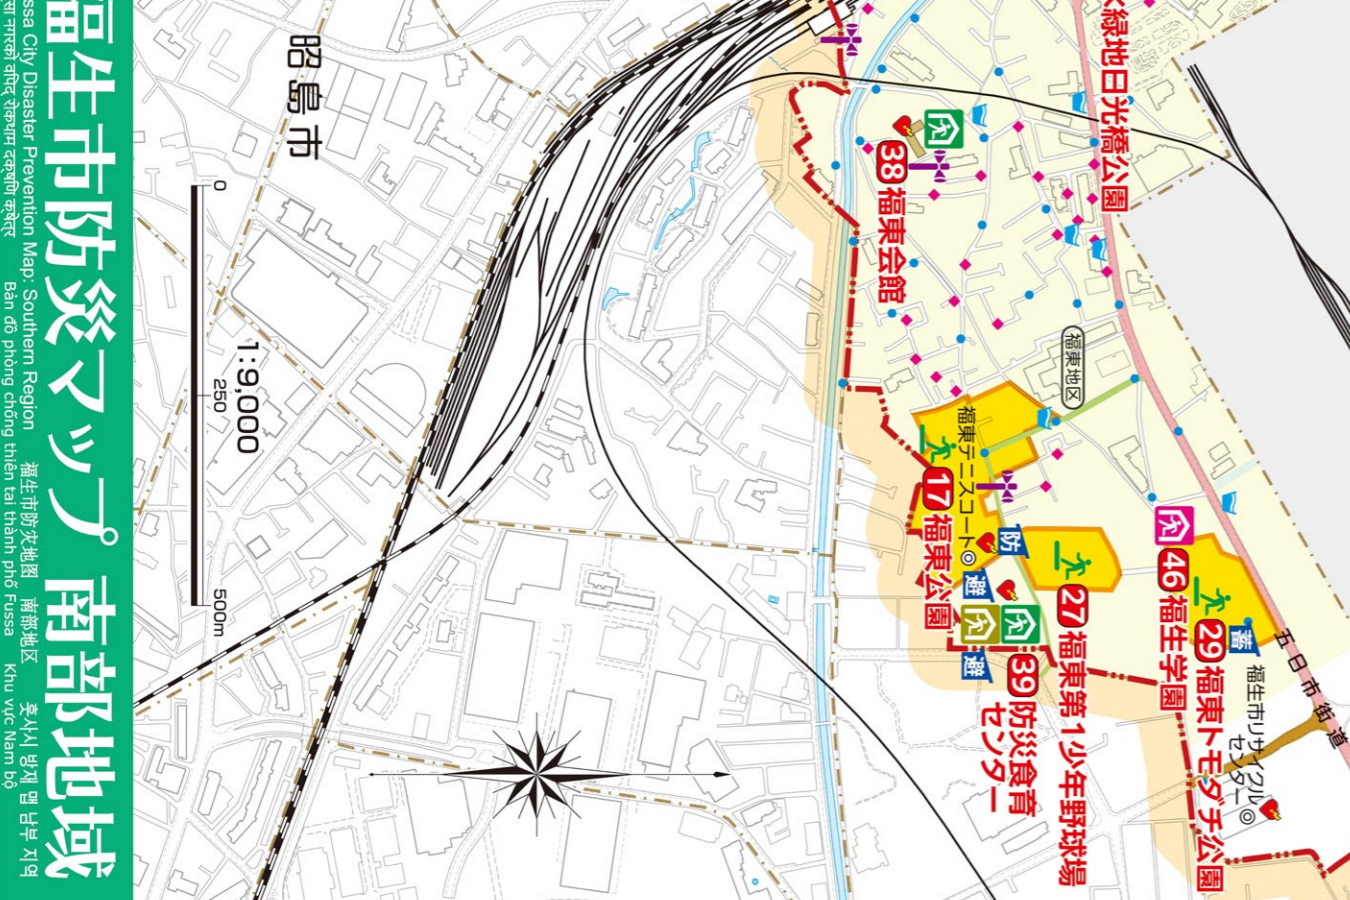 福生市防災マップ 南部地域
ssa City Disaster Prevention Map: Southern Region 福生市防灾地图 南部地区 훗사시 방재 맵 남부 지역
Bản đồ phòng chống thiên tai thành phố Fussa Khu vực Nam bộ
昭島市
1:9,000
0 250 500m
緑地日光橋公園
38 福東会館
福東地区
福東テニスコート
17 福東公園
防
避
避
27 福東第1少年野球場
39 防災食育
センター
46 福生学園
29 福東トモダチ公園
蓄
福生市リサイクル
センター
五日市街道